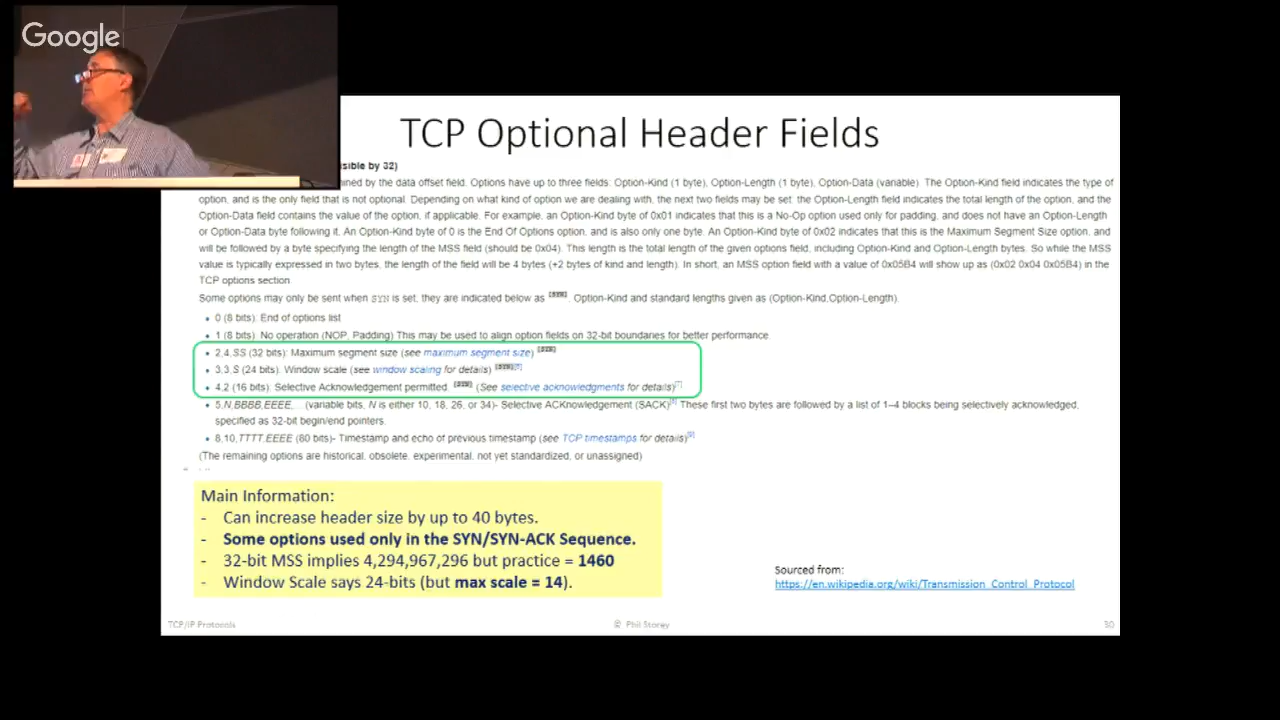 Google
TCP Optional Header Fields
isible by 32)
ined by the data offset field. Options have up to three fields: Option-Kind (1 byte), Option-Length (1 byte), Option-Data (variable). The Option-Kind field indicates the type of
option, and is the only field that is not optional. Depending on what kind of option we are dealing with, the next two fields may be set: the Option-Length field indicates the total length of the option, and the
Option-Data field contains the value of the option, if applicable. For example, an Option-Kind byte of 0x01 indicates that this is a No-Op option used only for padding, and does not have an Option-Length
or Option-Data byte following it. An Option-Kind byte of 0 is the End Of Options option, and is also only one byte. An Option-Kind byte of 0x02 indicates that this is the Maximum Segment Size option, and
will be followed by a byte specifying the length of the MSS field (should be 0x04). This length is the total length of the given options field, including Option-Kind and Option-Length bytes. So while the MSS
value is typically expressed in two bytes, the length of the field will be 4 bytes (+2 bytes of kind and length). In short, an MSS option field with a value of 0x05B4 will show up as (0x02 0x04 0x05B4) in the
TCP options section.
Some options may only be sent when SYN is set; they are indicated below as [SYN]. Option-Kind and standard lengths given as (Option-Kind,Option-Length).
• 0 (8 bits): End of options list
• 1 (8 bits): No operation (NOP, Padding) This may be used to align option fields on 32-bit boundaries for better performance.
• 2,4,SS (32 bits): Maximum segment size (see maximum segment size) [SYN]
• 3,3,S (24 bits): Window scale (see window scaling for details) [SYN][6]
• 4,2 (16 bits): Selective Acknowledgement permitted. [SYN] (See selective acknowledgments for details)[7]
• 5,N,BBBB,EEEE,... (variable bits, N is either 10, 18, 26, or 34)- Selective ACKnowledgement (SACK)[8] These first two bytes are followed by a list of 1–4 blocks being selectively acknowledged,
specified as 32-bit begin/end pointers.
• 8,10,TTTT,EEEE (80 bits)- Timestamp and echo of previous timestamp (see TCP timestamps for details)[9]
(The remaining options are historical, obsolete, experimental, not yet standardized, or unassigned)
Main Information:
- Can increase header size by up to 40 bytes.
- Some options used only in the SYN/SYN-ACK Sequence.
- 32-bit MSS implies 4,294,967,296 but practice = 1460
- Window Scale says 24-bits (but max scale = 14).
Sourced from:
https://en.wikipedia.org/wiki/Transmission_Control_Protocol
TCP/IP Protocols
© Phil Storey
30